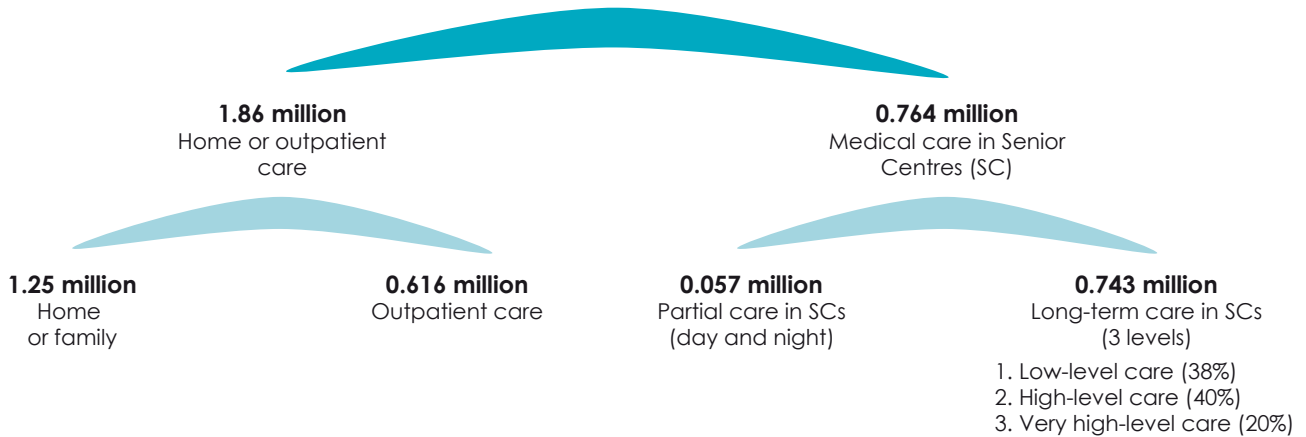 1.86 million
Home or outpatient
care
0.764 million
Medical care in Senior
Centres (SC)
1.25 million
Home
or family
0.616 million
Outpatient care
0.057 million
Partial care in SCs
(day and night)
0.743 million
Long-term care in SCs
(3 levels)
1. Low-level care (38%)
2. High-level care (40%)
3. Very high-level care (20%)